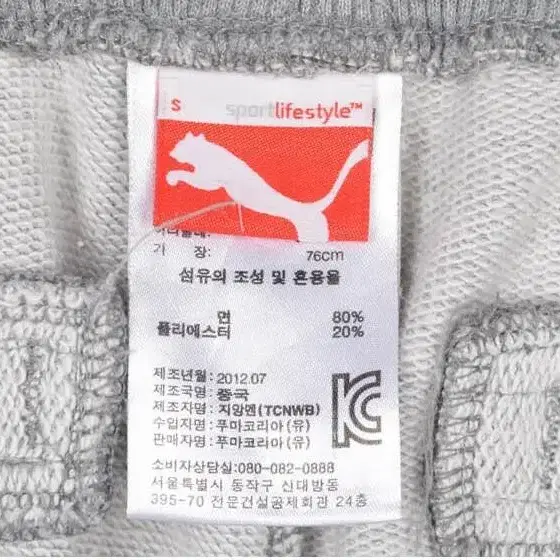 S sportlifestyle™
가 장: 76cm
섬유의 조성 및 혼용율
면 80%
폴리에스터 20%
제조년월: 2012.07
제조국명: 중국
제조자명: 지앙멘(TCNWB)
수입자명: 푸마코리아(유)
판매자명: 푸마코리아(유)
소비자상담실:080-082-0888
서울특별시 동작구 신대방동
395-70 전문건설공제회관 24층